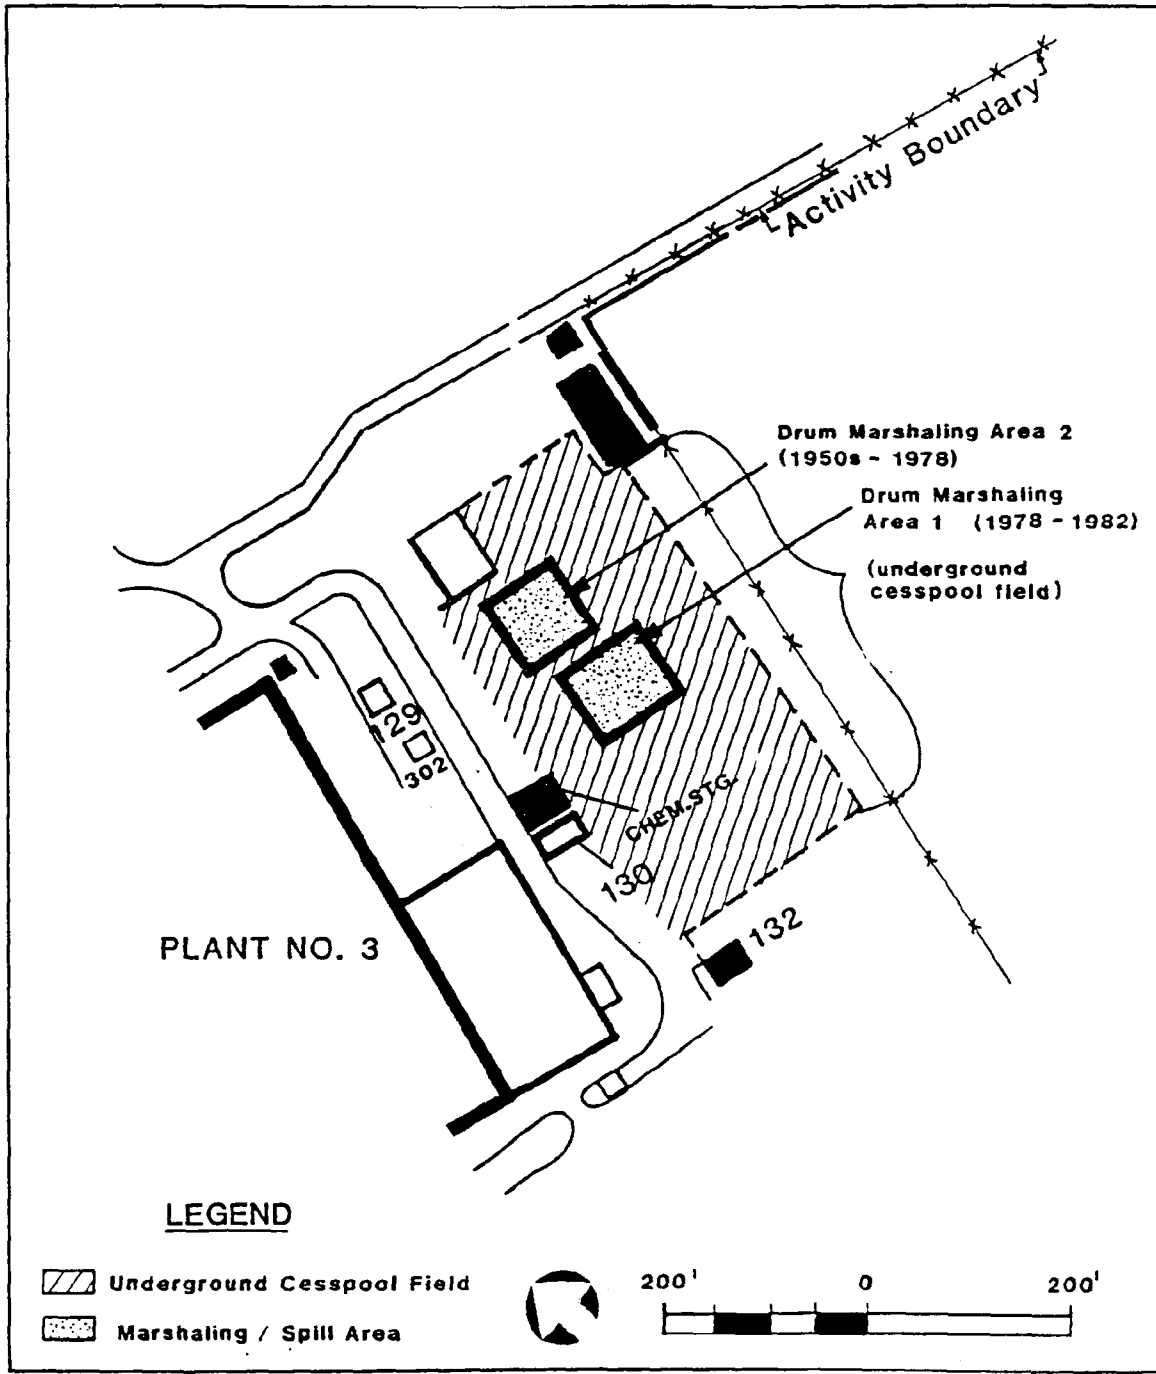 Activity Boundary
Drum Marshaling Area 2
(1950s - 1978)
Drum Marshaling
Area 1 (1978 - 1982)
(underground
cesspool field)
129
302
CHEM. STG.
130
132
PLANT NO. 3
LEGEND
Underground Cesspool Field
Marshaling / Spill Area
200' 0 200'